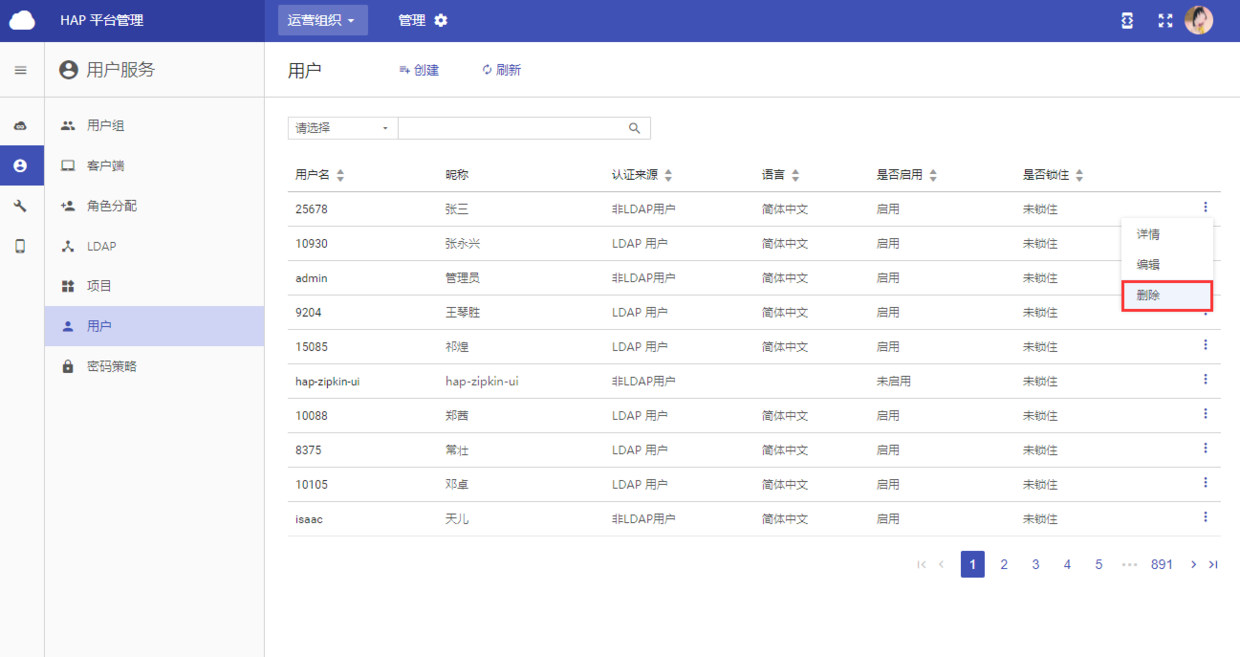 HAP 平台管理
运营组织
管理
用户服务
用户
创建
刷新
用户组
客户端
角色分配
LDAP
项目
用户
密码策略
请选择
用户名 昵称 认证来源 语言 是否启用 是否锁住
25678 张三 非LDAP用户 简体中文 启用 未锁住
10930 张永兴 LDAP 用户 简体中文 启用 未锁住
admin 管理员 非LDAP用户 简体中文 启用 未锁住
9204 王琴胜 LDAP 用户 简体中文 启用 未锁住
15085 祁煌 LDAP 用户 简体中文 启用 未锁住
hap-zipkin-ui hap-zipkin-ui 非LDAP用户 未启用 未锁住
10088 郑茜 LDAP 用户 简体中文 启用 未锁住
8375 常壮 LDAP 用户 简体中文 启用 未锁住
10105 邓卓 LDAP 用户 简体中文 启用 未锁住
isaac 天儿 非LDAP用户 简体中文 启用 未锁住
详情
编辑
删除
1 2 3 4 5 ••• 891